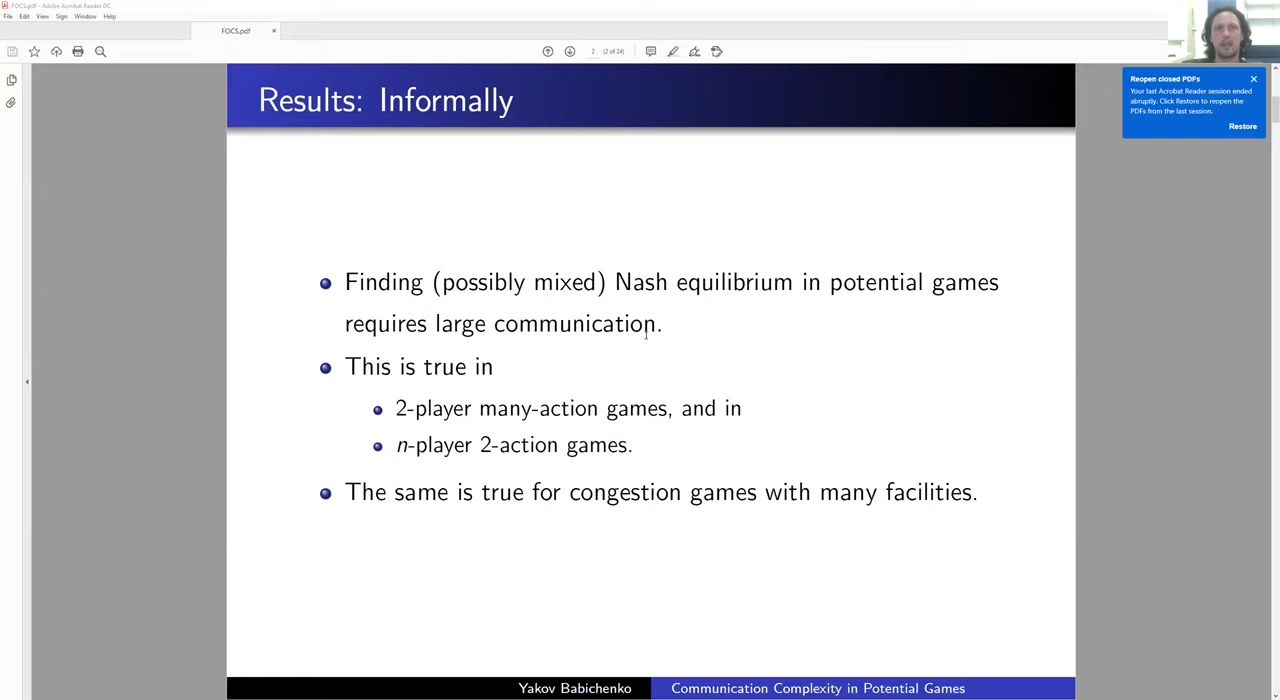 FOCS.pdf - Adobe Acrobat Reader DC
File Edit View Sign Window Help
FOCS.pdf ×
2 (2 of 24)
Results: Informally
Reopen closed PDFs
Your last Acrobat Reader session ended
abruptly. Click Restore to reopen the
PDFs from the last session.
Restore
Finding (possibly mixed) Nash equilibrium in potential games
requires large communication.
This is true in
2-player many-action games, and in
n-player 2-action games.
The same is true for congestion games with many facilities.
Yakov Babichenko Communication Complexity in Potential Games